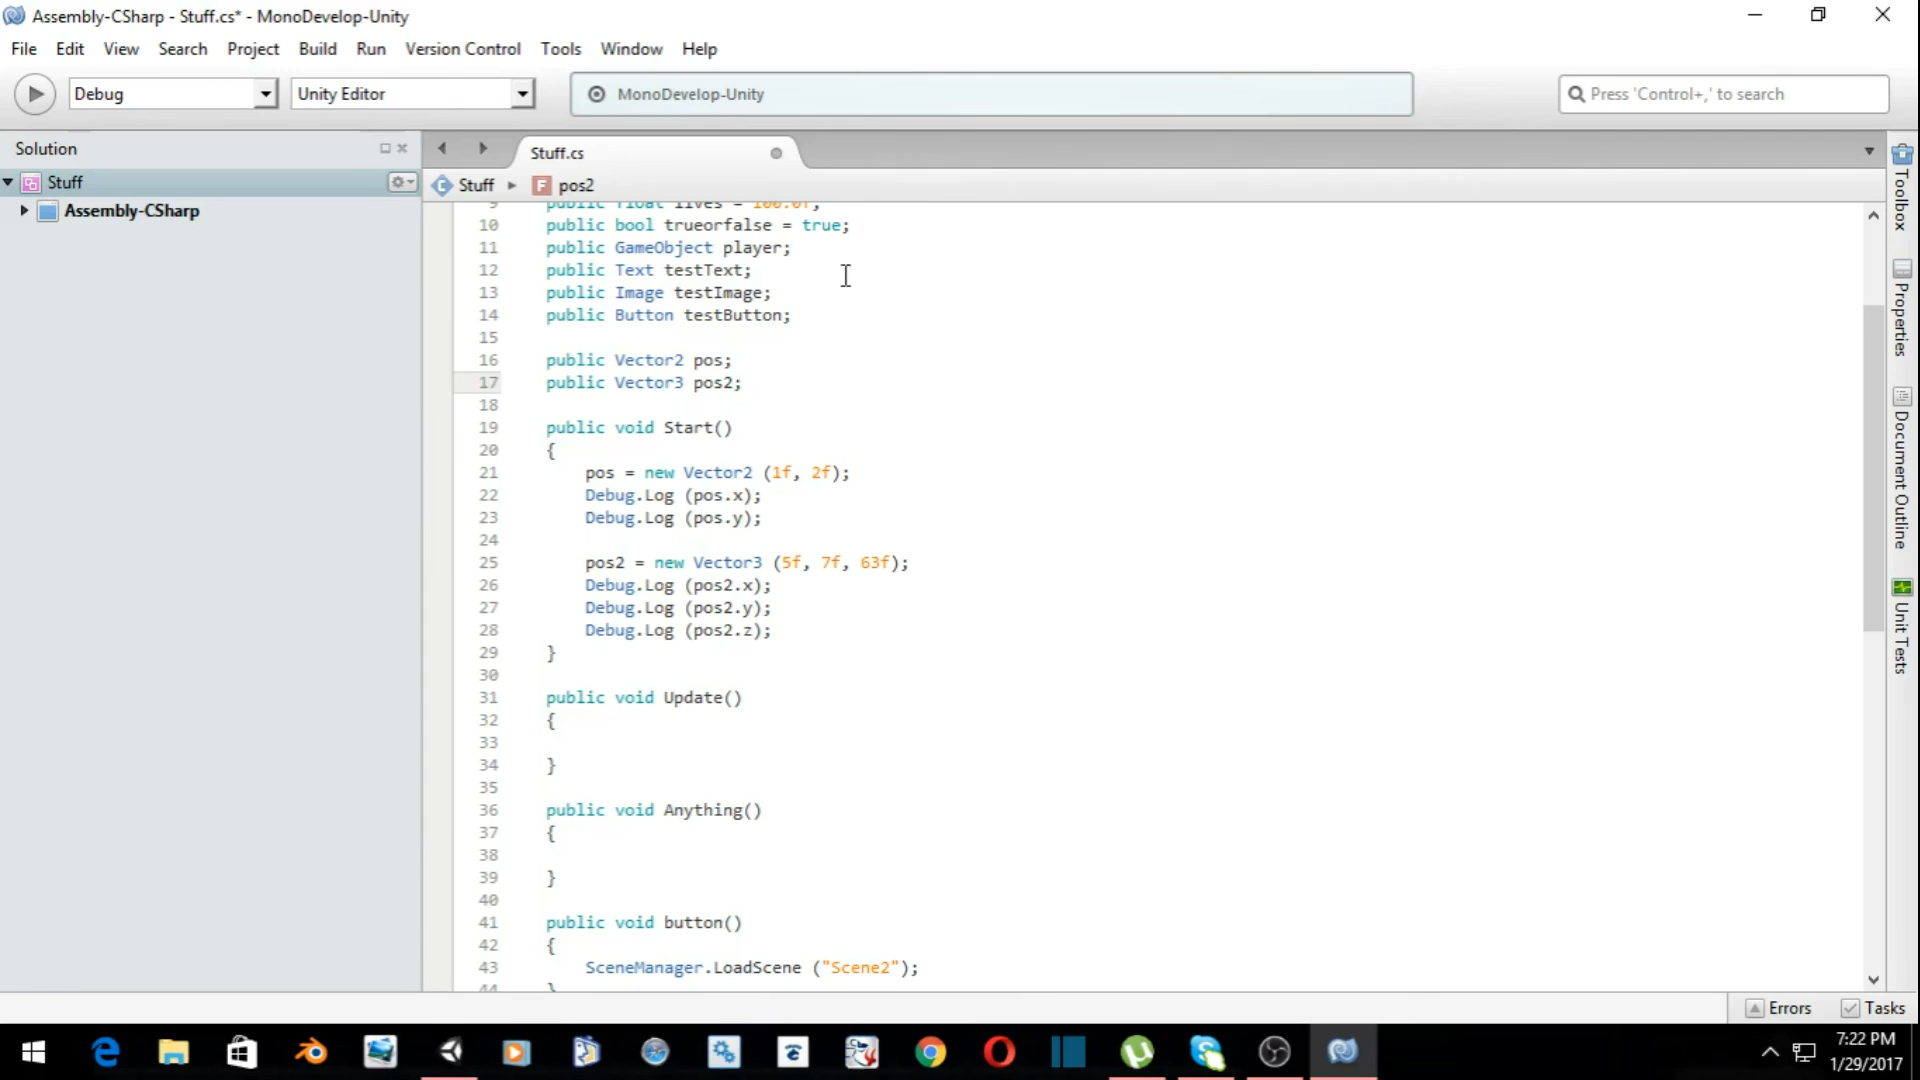 Assembly-CSharp - Stuff.cs* - MonoDevelop-Unity
File Edit View Search Project Build Run Version Control Tools Window Help
Debug Unity Editor MonoDevelop-Unity Press 'Control+,' to search
Solution Stuff.cs
Stuff Stuff pos2
Assembly-CSharp
9 public float lives = 100.0f;
10 public bool trueorfalse = true;
11 public GameObject player;
12 public Text testText;
13 public Image testImage;
14 public Button testButton;
15
16 public Vector2 pos;
17 public Vector3 pos2;
18
19 public void Start()
20 {
21 pos = new Vector2 (1f, 2f);
22 Debug.Log (pos.x);
23 Debug.Log (pos.y);
24
25 pos2 = new Vector3 (5f, 7f, 63f);
26 Debug.Log (pos2.x);
27 Debug.Log (pos2.y);
28 Debug.Log (pos2.z);
29 }
30
31 public void Update()
32 {
33
34 }
35
36 public void Anything()
37 {
38
39 }
40
41 public void button()
42 {
43 SceneManager.LoadScene ("Scene2");
44 }
Toolbox
Properties
Document Outline
Unit Tests
Errors Tasks
7:22 PM
1/29/2017